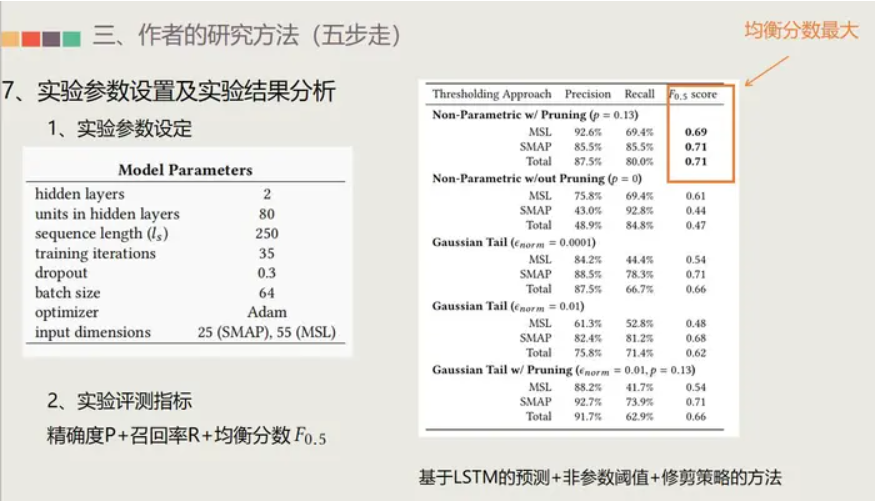 三、作者的研究方法（五步走）
均衡分数最大
7、实验参数设置及实验结果分析
1、实验参数设定
Model Parameters
hidden layers 2
units in hidden layers 80
sequence length (lₛ) 250
training iterations 35
dropout 0.3
batch size 64
optimizer Adam
input dimensions 25 (SMAP), 55 (MSL)
2、实验评测指标
精确度P+召回率R+均衡分数 F₀.₅
Thresholding Approach Precision Recall F₀.₅ score
Non-Parametric w/ Pruning (p = 0.13)
MSL 92.6% 69.4% 0.69
SMAP 85.5% 85.5% 0.71
Total 87.5% 80.0% 0.71
Non-Parametric w/out Pruning (p = 0)
MSL 75.8% 69.4% 0.61
SMAP 43.0% 92.8% 0.44
Total 48.9% 84.8% 0.47
Gaussian Tail (ϵnorm = 0.0001)
MSL 84.2% 44.4% 0.54
SMAP 88.5% 78.3% 0.71
Total 87.5% 66.7% 0.66
Gaussian Tail (ϵnorm = 0.01)
MSL 61.3% 52.8% 0.48
SMAP 82.4% 81.2% 0.68
Total 75.8% 71.4% 0.62
Gaussian Tail w/ Pruning (ϵnorm = 0.01, p = 0.13)
MSL 88.2% 41.7% 0.54
SMAP 92.7% 73.9% 0.71
Total 91.7% 62.9% 0.66
基于LSTM的预测+非参数阈值+修剪策略的方法